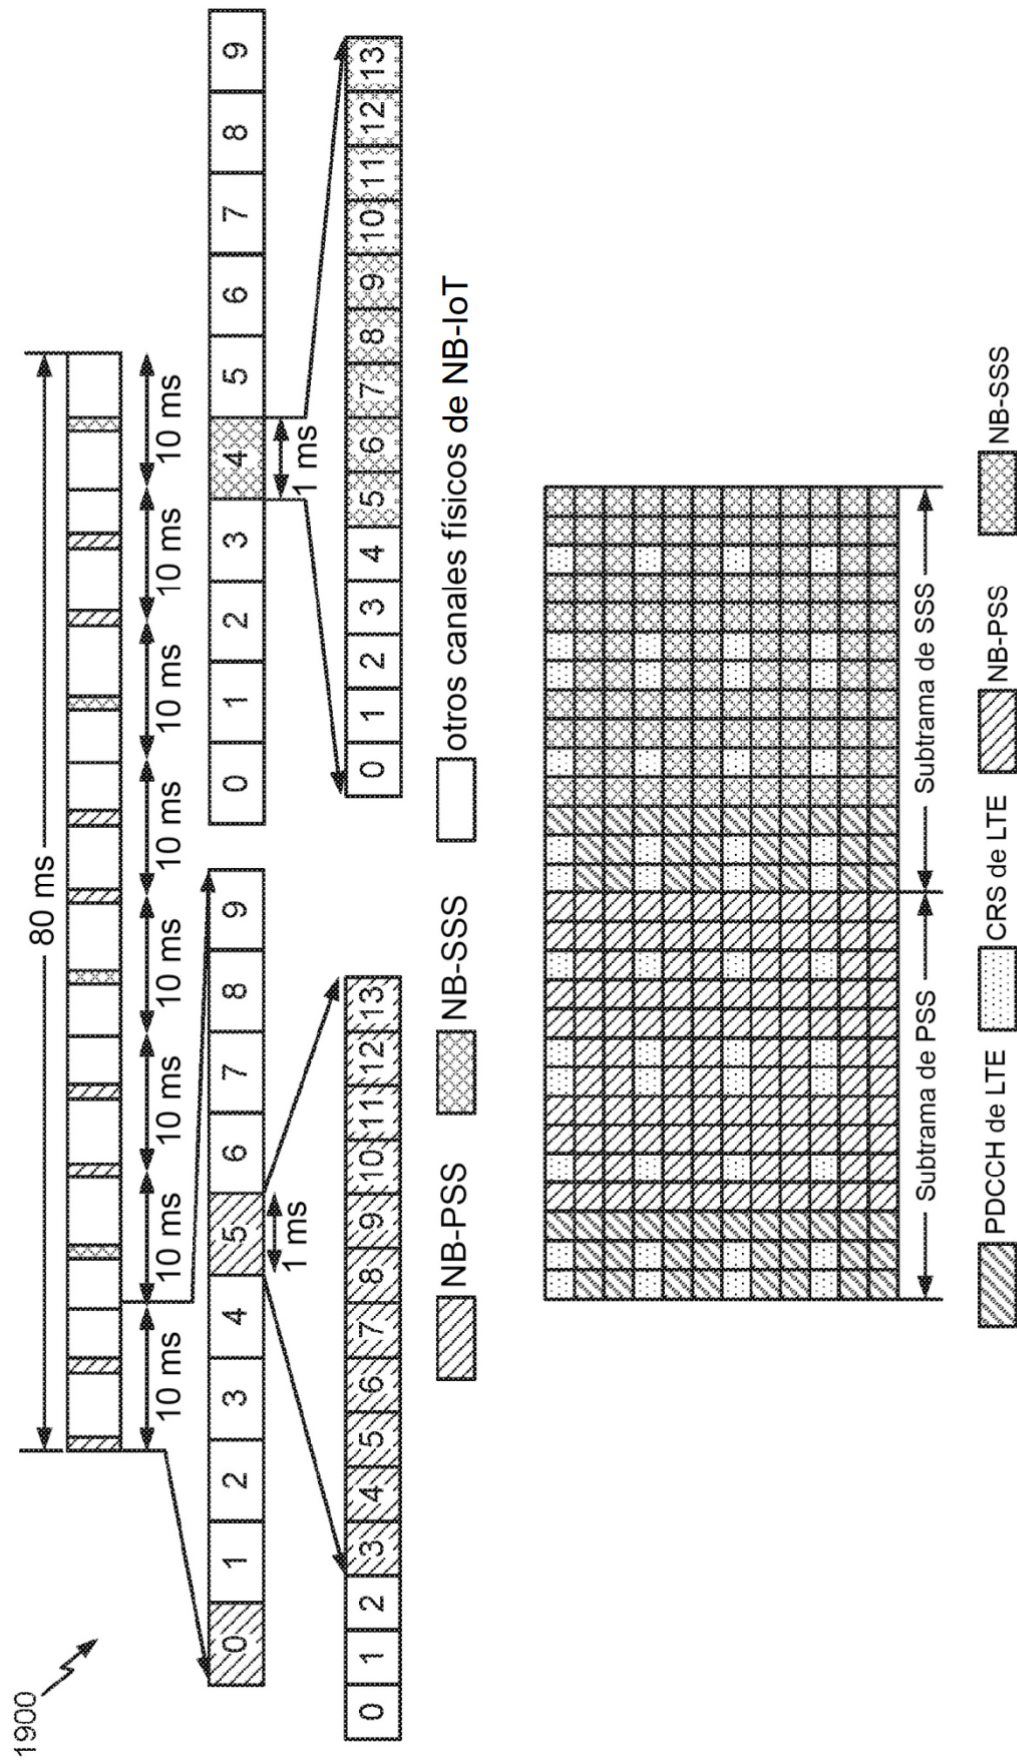 1900
80 ms
10 ms 10 ms 10 ms 10 ms 10 ms 10 ms 10 ms 10 ms
0 1 2 3 4 5 6 7 8 9
0 1 2 3 4 5 6 7 8 9
1 ms
1 ms
0 1 2 3 4 5 6 7 8 9 10 11 12 13
0 1 2 3 4 5 6 7 8 9 10 11 12 13
NB-PSS NB-SSS otros canales físicos de NB-IoT
Subtrama de PSS Subtrama de SSS
PDCCH de LTE CRS de LTE NB-PSS NB-SSS